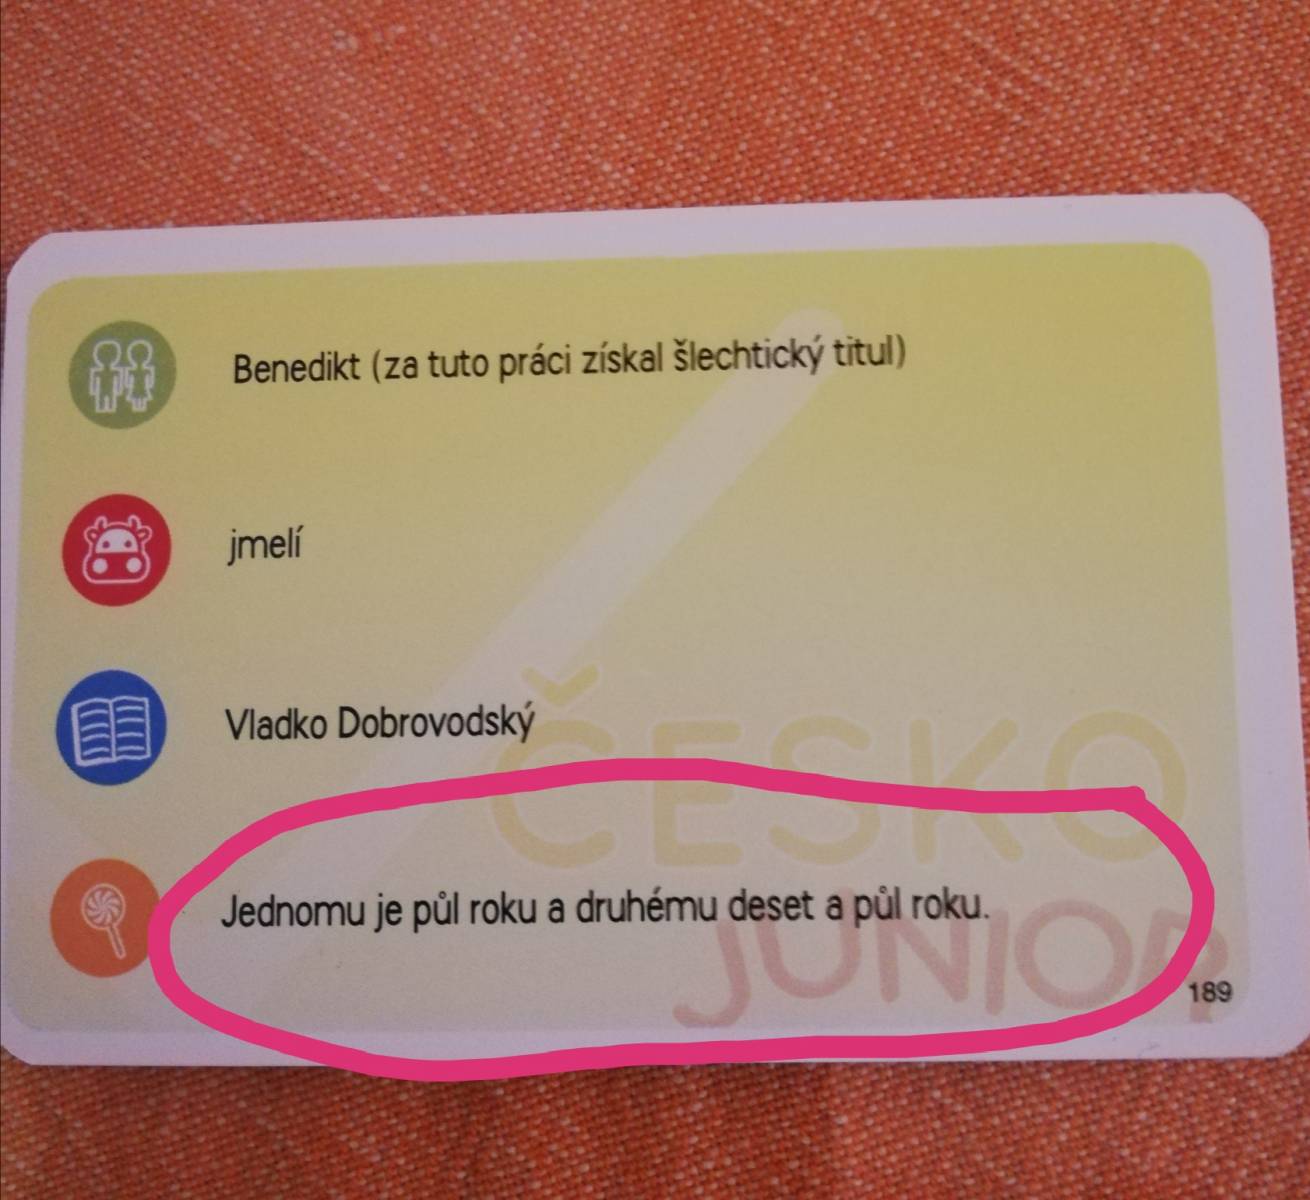 Benedikt (za tuto práci získal šlechtický titul)
jmelí
Vladko Dobrovodský
Jednomu je půl roku a druhému deset a půl roku.
ČESKO
JUNIOR
189